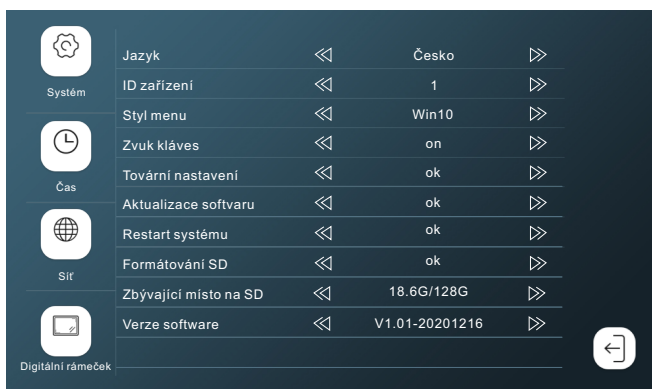 Systém
Čas
Síť
Digitální rámeček
Jazyk Česko
ID zařízení 1
Styl menu Win10
Zvuk kláves on
Tovární nastavení ok
Aktualizace softvaru ok
Restart systému ok
Formátování SD ok
Zbývající místo na SD 18.6G/128G
Verze software V1.01-20201216